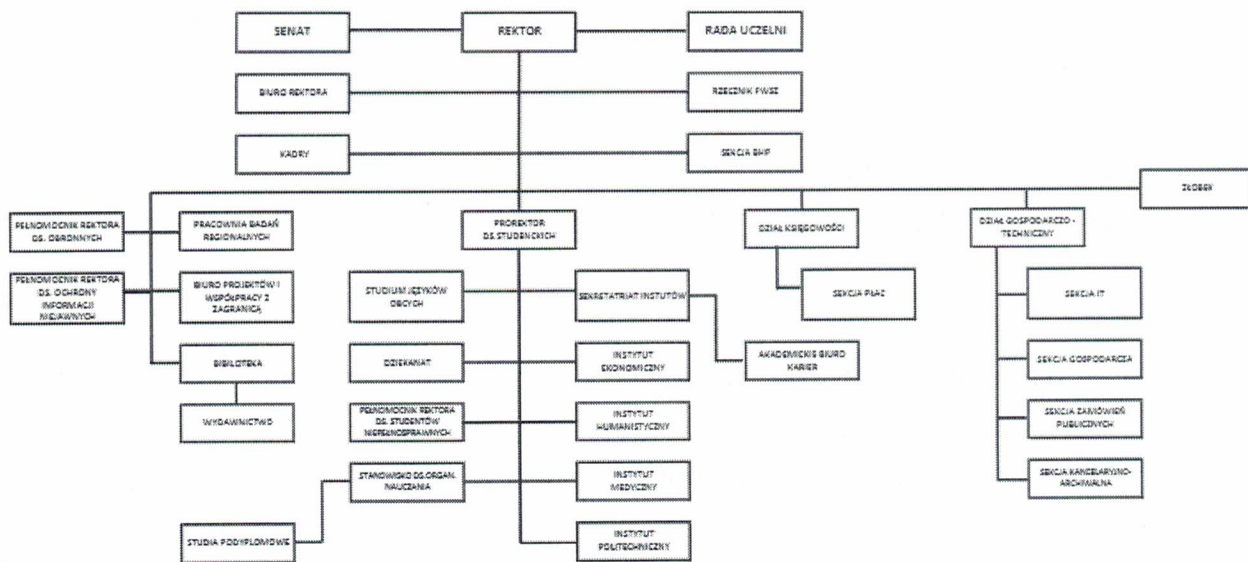 SENAT
REKTOR
RADA UCZELNI
BIURO REKTORA
RZECZNIK PWSZ
KADRY
SEKCJA BHP
ŻŁOBEK
PEŁNOMOCNIK REKTORA
DS. OBRONNYCH
PRACOWNIA BADAŃ
REGIONALNYCH
PROREKTOR
DS.STUDENCKICH
DZIAŁ KSIĘGOWOŚCI
DZIAŁ GOSPODARCZO -
TECHNICZNY
PEŁNOMOCNIK REKTORA
DS. OCHRONY
INFORMACJI
NIEJAWNYCH
BIURO PROJEKTÓW I
WSPÓŁPRACY Z
ZAGRANICĄ
STUDIUM JĘZYKÓW
OBCYCH
SEKRETARIAT INSTUTÓW
SEKCJA PŁAC
SEKCJA IT
BIBILOTEKA
DZIEKANAT
INSTYTUT
EKONOMICZNY
AKADEMICKIE BIURO
KARIER
SEKCJA GOSPODARCZA
WYDAWNICTWO
PEŁNOMOCNIK REKTORA
DS. STUDENTÓW
NIEPEŁNOSPRAWNYCH
INSTYTUT
HUMANISTYCZNY
SEKCJA ZAMÓWIEŃ
PUBLICZNYCH
STANOWISKO DS.ORGAN.
NAUCZANIA
INSTYTUT
MEDYCZNY
SEKCJA KANCELARYJNO-
ARCHIWALNA
STUDIA PODYPLOMOWE
INSTYTUT
POLITECHNICZNY